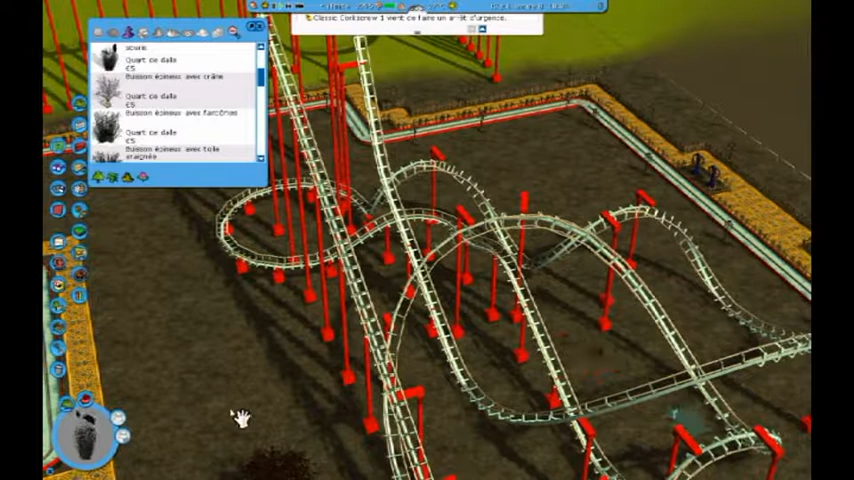 Classic Corkscrew 1 vient de faire un arrêt d'urgence.
souris
Quart de dalle
€5
Buisson épineux avec crâne
Quart de dalle
€5
Buisson épineux avec fantômes
Quart de dalle
€5
Buisson épineux avec toile
araignée